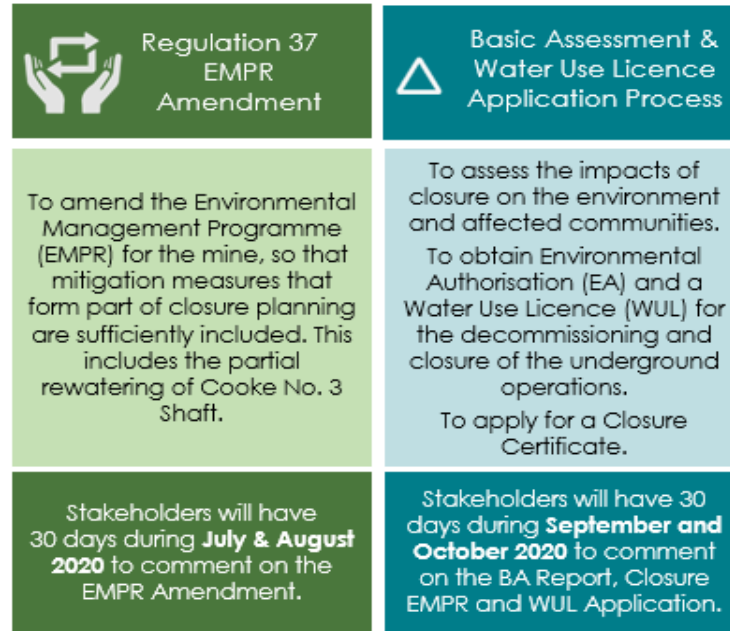 Regulation 37
EMPR
Amendment
To amend the Environmental
Management Programme
(EMPR) for the mine, so that
mitigation measures that
form part of closure planning
are sufficiently included. This
includes the partial
rewatering of Cooke No. 3
Shaft.
Stakeholders will have
30 days during July & August
2020 to comment on the
EMPR Amendment.
Basic Assessment &
Water Use Licence
Application Process
To assess the impacts of
closure on the environment
and affected communities.
To obtain Environmental
Authorisation (EA) and a
Water Use Licence (WUL) for
the decommissioning and
closure of the underground
operations.
To apply for a Closure
Certificate.
Stakeholders will have 30
days during September and
October 2020 to comment
on the BA Report, Closure
EMPR and WUL Application.